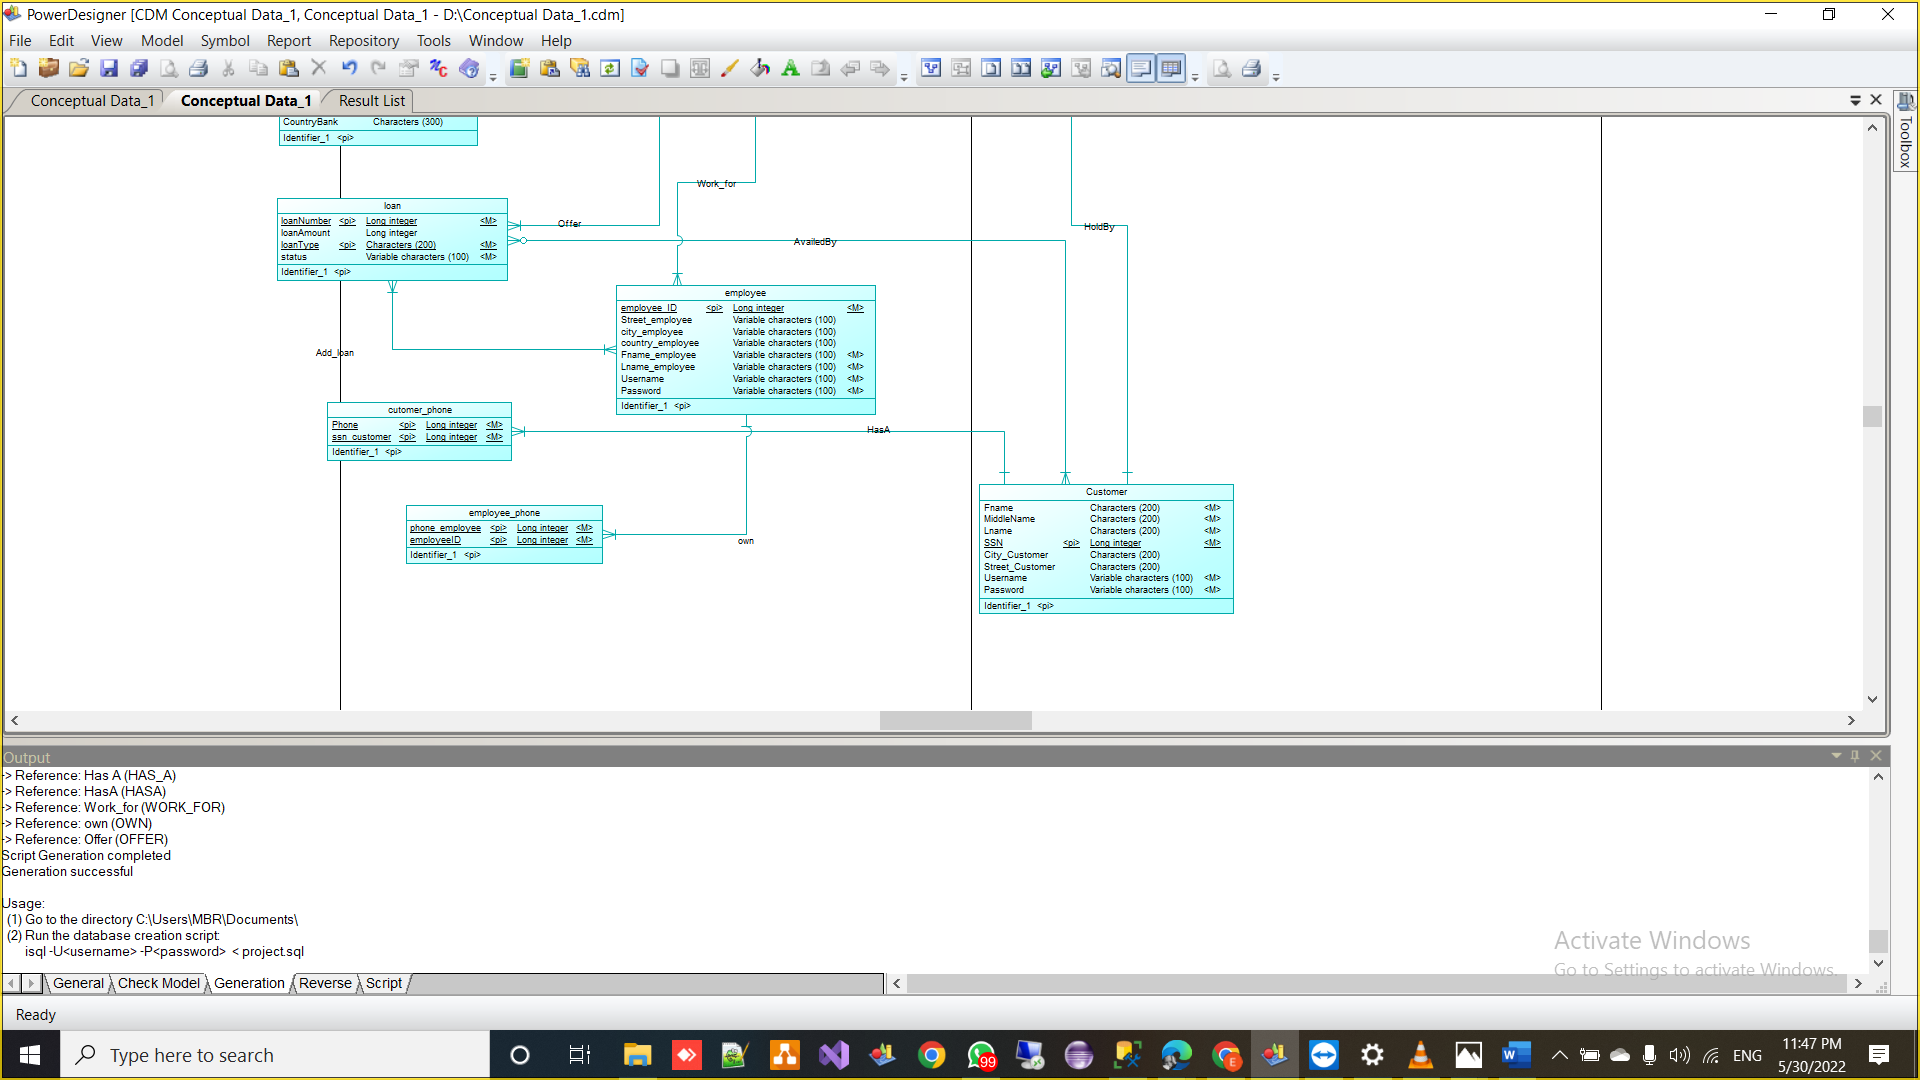 PowerDesigner [CDM Conceptual Data_1, Conceptual Data_1 - D:\Conceptual Data_1.cdm]
File Edit View Model Symbol Report Repository Tools Window Help
Conceptual Data_1 Conceptual Data_1 Result List
Toolbox
CountryBank Characters (300)
Identifier_1 <pi>
Work_for
loan
loanNumber <pi> Long integer <M>
loanAmount Long integer
loanType <pi> Characters (200) <M>
status Variable characters (100) <M>
Identifier_1 <pi>
Offer
AvailedBy
HoldBy
employee
employee_ID <pi> Long integer <M>
Street_employee Variable characters (100)
city_employee Variable characters (100)
country_employee Variable characters (100)
Fname_employee Variable characters (100) <M>
Lname_employee Variable characters (100) <M>
Username Variable characters (100) <M>
Password Variable characters (100) <M>
Identifier_1 <pi>
Add_loan
cutomer_phone
Phone <pi> Long integer <M>
ssn_customer <pi> Long integer <M>
Identifier_1 <pi>
HasA
employee_phone
phone_employee <pi> Long integer <M>
employeeID <pi> Long integer <M>
Identifier_1 <pi>
own
Customer
Fname Characters (200) <M>
MiddleName Characters (200) <M>
Lname Characters (200) <M>
SSN <pi> Long integer <M>
City_Customer Characters (200)
Street_Customer Characters (200)
Username Variable characters (100) <M>
Password Variable characters (100) <M>
Identifier_1 <pi>
Output
-> Reference: Has A (HAS_A)
-> Reference: HasA (HASA)
-> Reference: Work_for (WORK_FOR)
-> Reference: own (OWN)
-> Reference: Offer (OFFER)
Script Generation completed
Generation successful
Usage:
(1) Go to the directory C:\Users\MBR\Documents\
(2) Run the database creation script:
isql -U<username> -P<password> < project.sql
Activate Windows
Go to Settings to activate Windows.
General Check Model Generation Reverse Script
Ready
Type here to search
99
E
ENG
11:47 PM
5/30/2022